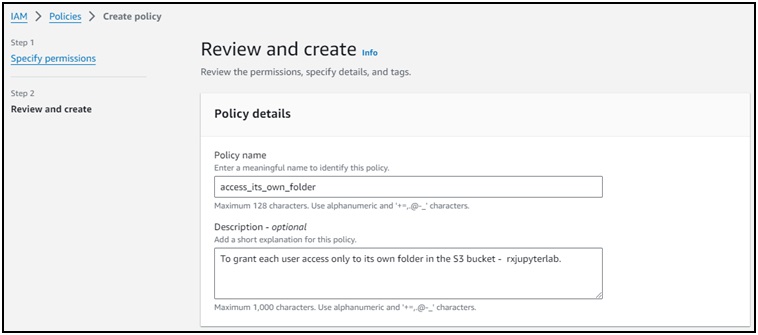 IAM > Policies > Create policy
Step 1
Specify permissions
Step 2
Review and create
Review and create Info
Review the permissions, specify details, and tags.
Policy details
Policy name
Enter a meaningful name to identify this policy.
access_its_own_folder
Maximum 128 characters. Use alphanumeric and '+=,.@-_' characters.
Description - optional
Add a short explanation for this policy.
To grant each user access only to its own folder in the S3 bucket - rxjupyterlab.
Maximum 1,000 characters. Use alphanumeric and '+=,.@-_' characters.